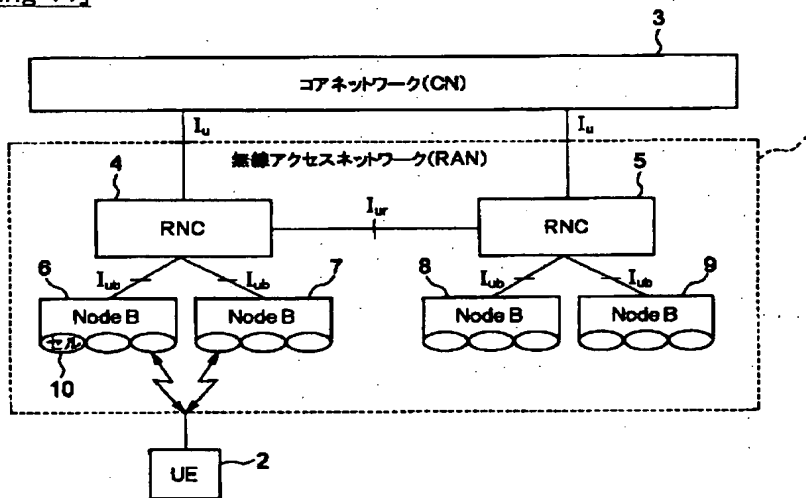 3
コアネットワーク(CN)
Iu
Iu
無線アクセスネットワーク(RAN)
4
5
RNC
Iur
RNC
6
Iub
Iub
7
8
Iub
Iub
9
Node B
Node B
Node B
Node B
セル
10
UE
2